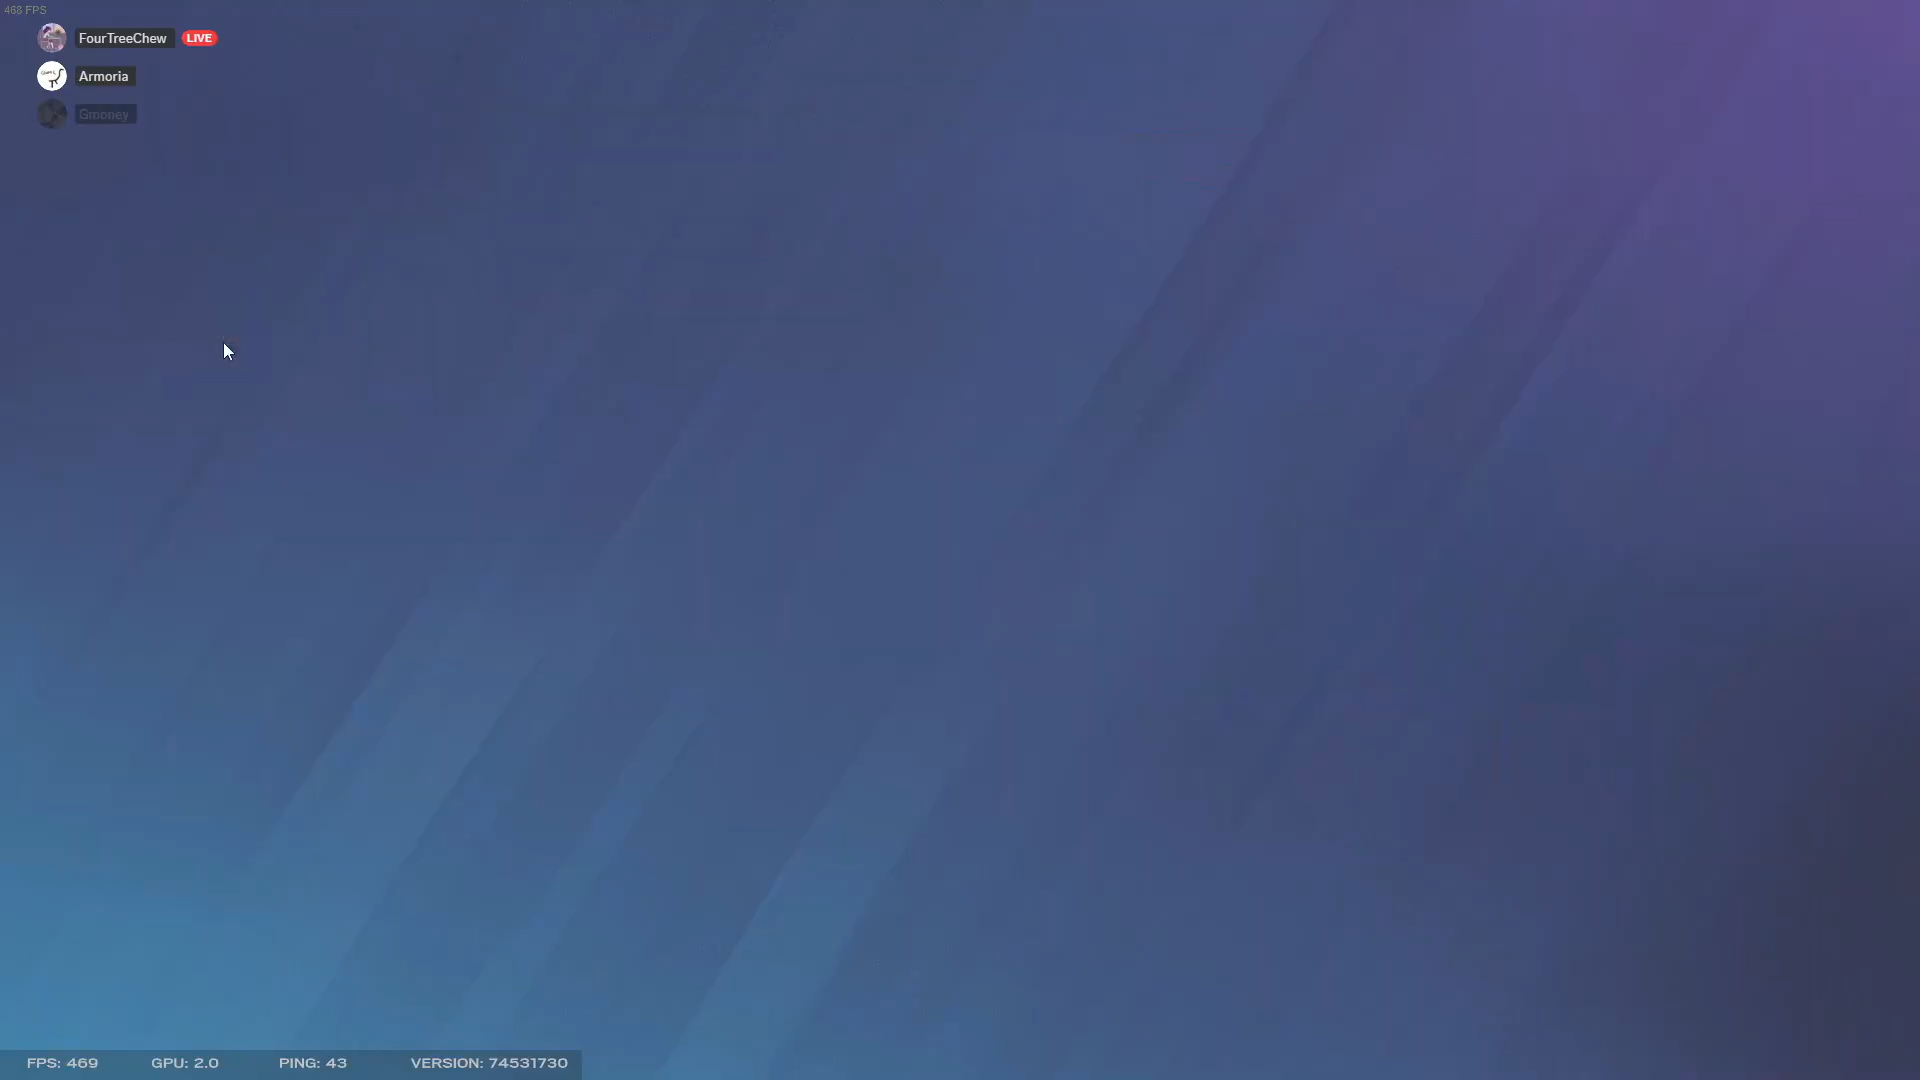 468 FPS
FourTreeChew LIVE
Armoria
Gmoney
FPS: 469 GPU: 2.0 PING: 43 VERSION: 74531730